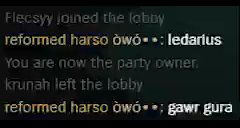 Flecsyy joined the lobby
reformed harso òwó••: ledarius
You are now the party owner.
krunah left the lobby
reformed harso òwó••: gawr gura